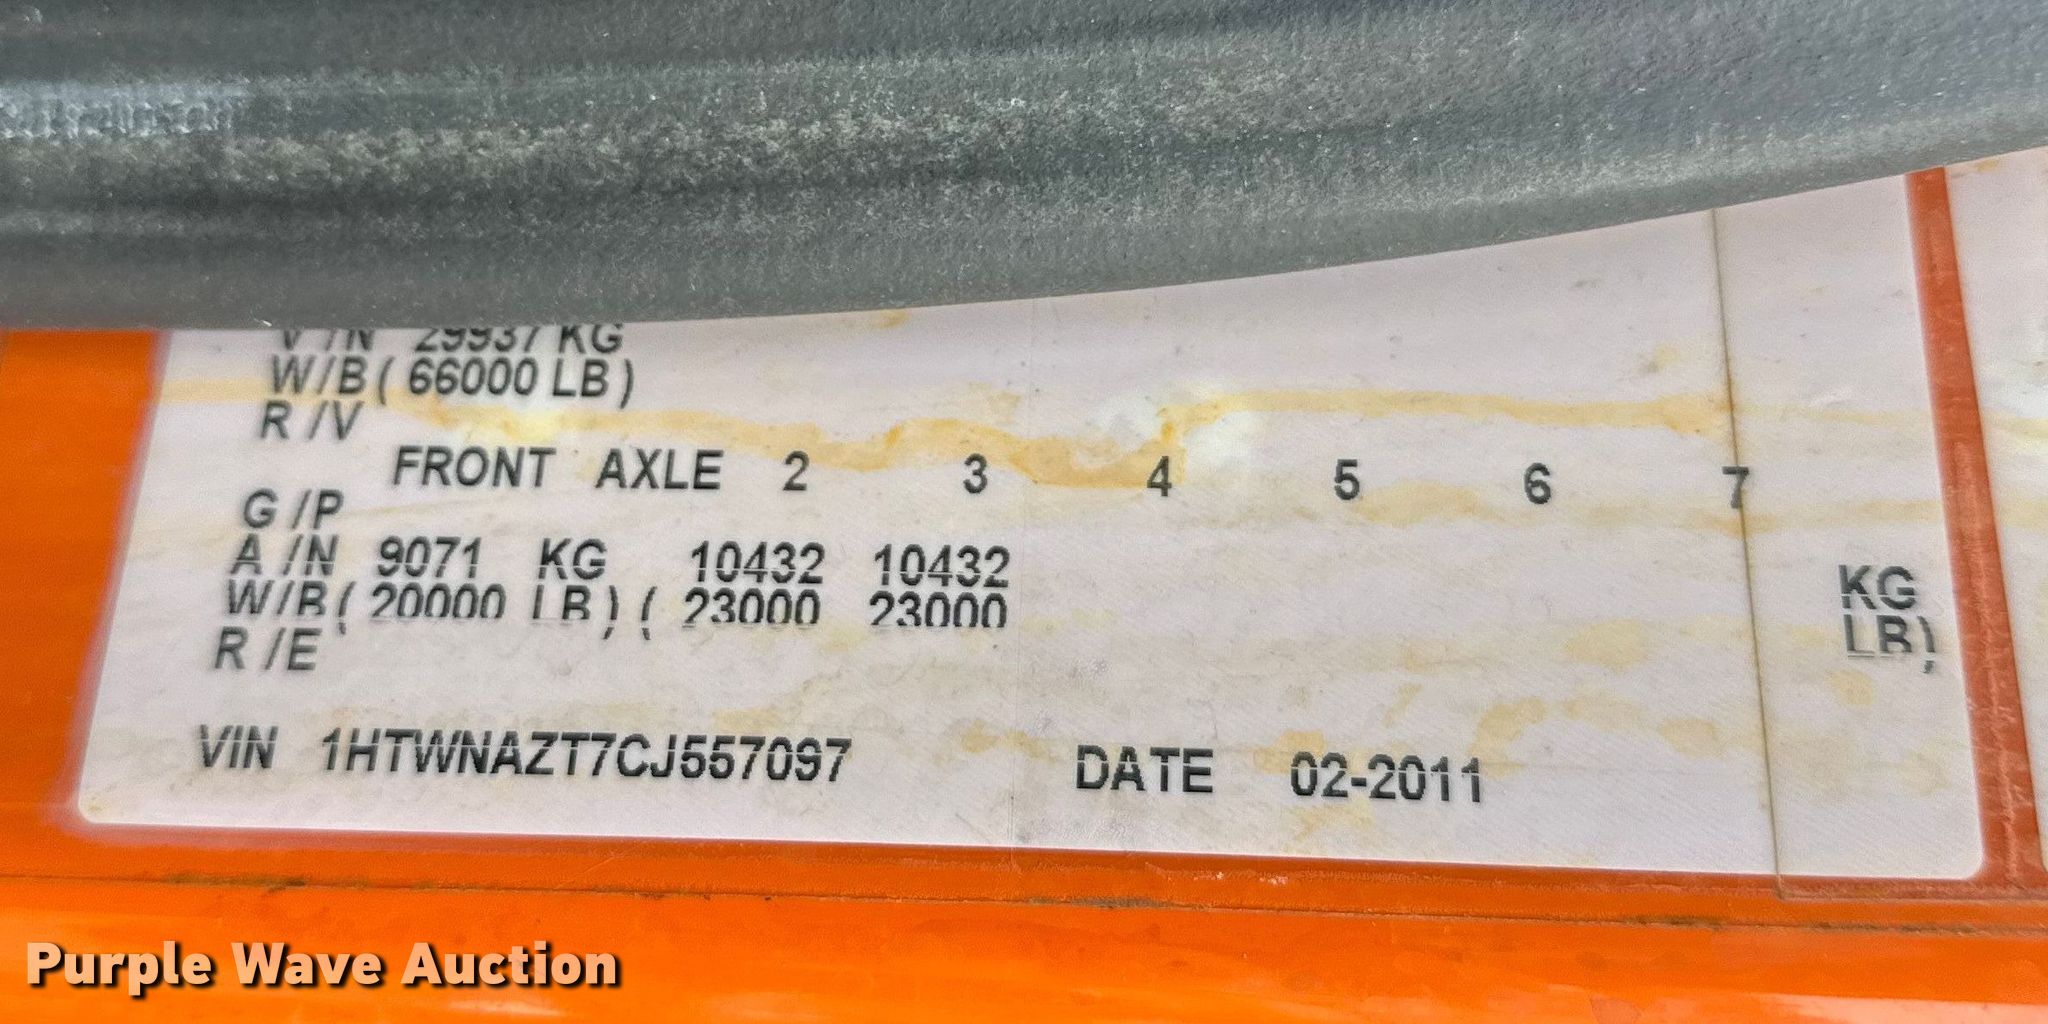 V/N 29937 KG
W/B ( 66000 LB )
R /V
FRONT AXLE 2 3 4 5 6 7
G /P
A /N 9071 KG 10432 10432 KG
W/B ( 20000 LB ) ( 23000 23000 LB )
R /E
VIN 1HTWNAZT7CJ557097 DATE 02-2011
Purple Wave Auction